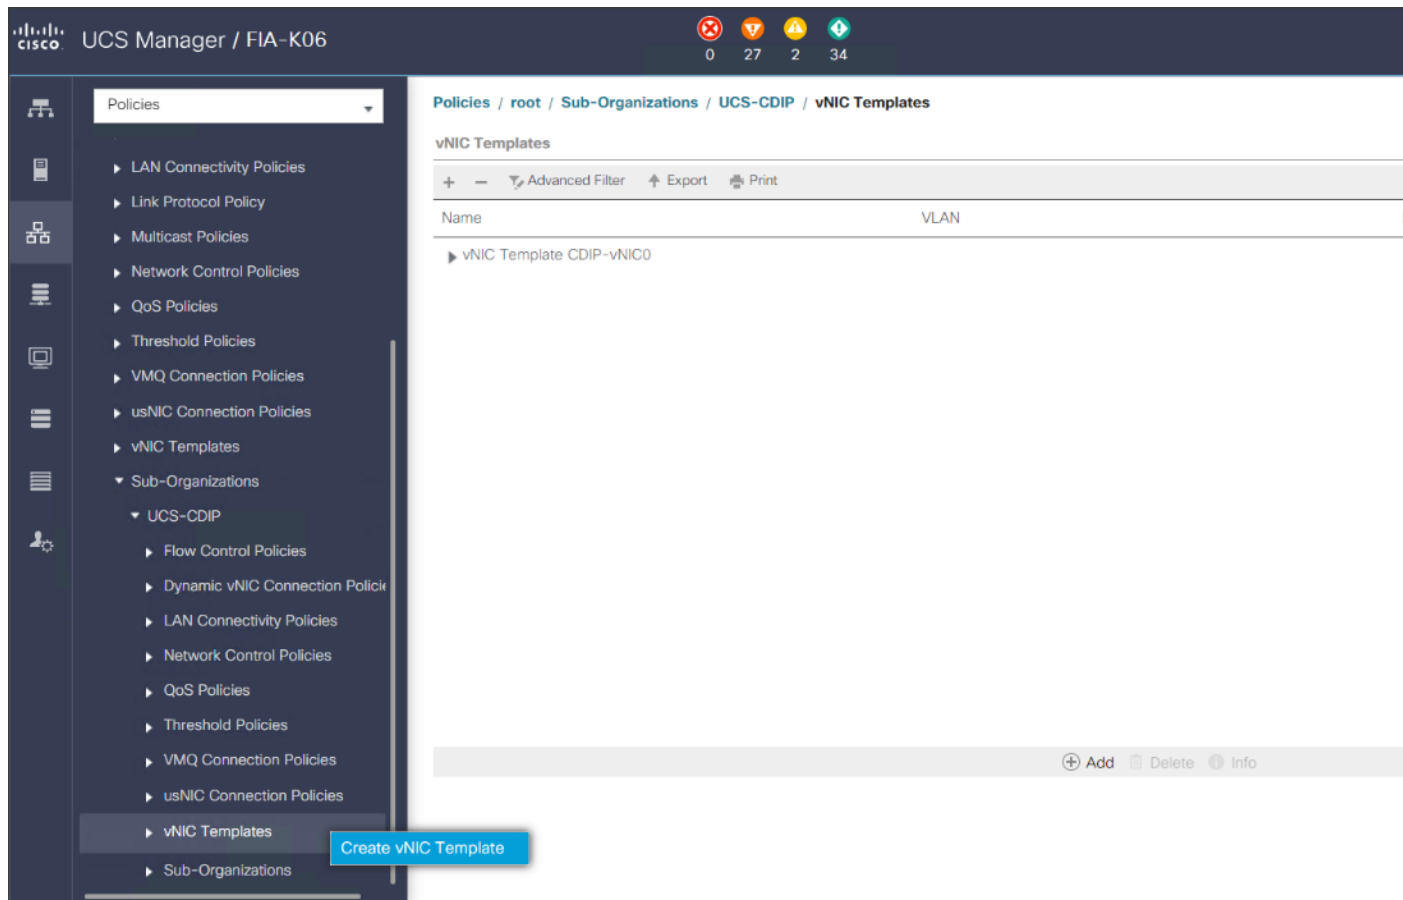 cisco
UCS Manager / FIA-K06
0 27 2 34
Policies
LAN Connectivity Policies
Link Protocol Policy
Multicast Policies
Network Control Policies
QoS Policies
Threshold Policies
VMQ Connection Policies
usNIC Connection Policies
vNIC Templates
Sub-Organizations
UCS-CDIP
Flow Control Policies
Dynamic vNIC Connection Policie
LAN Connectivity Policies
Network Control Policies
QoS Policies
Threshold Policies
VMQ Connection Policies
usNIC Connection Policies
vNIC Templates
Create vNIC Template
Sub-Organizations
Policies / root / Sub-Organizations / UCS-CDIP / vNIC Templates
vNIC Templates
+ − Advanced Filter Export Print
Name VLAN
vNIC Template CDIP-vNIC0
Add Delete Info